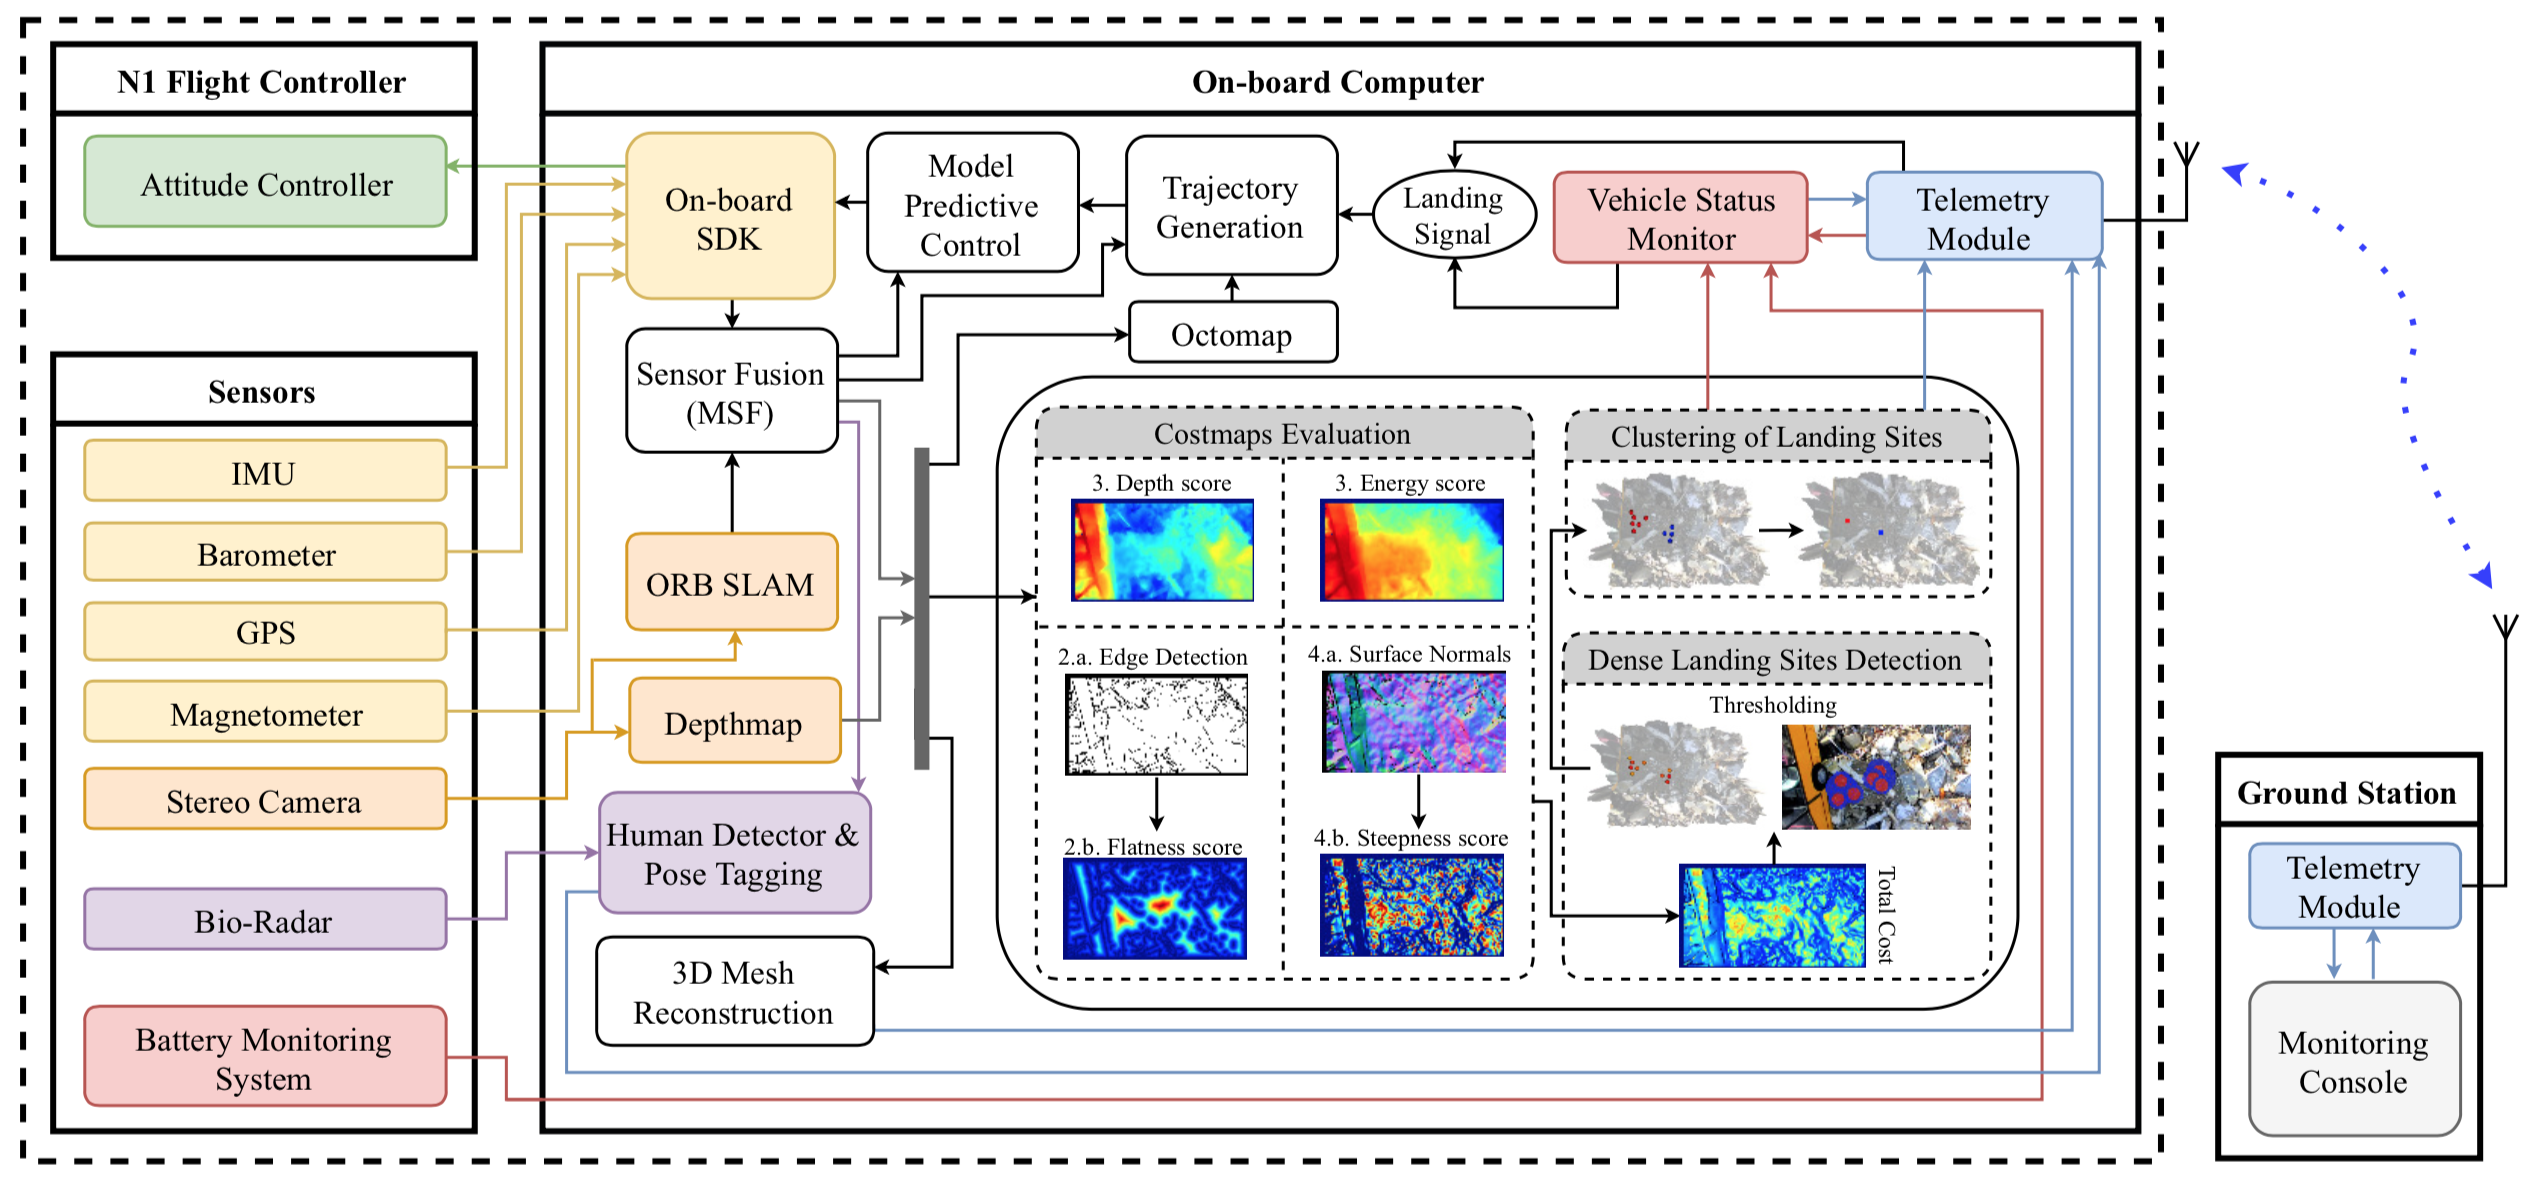 N1 Flight Controller
Attitude Controller
Sensors
IMU
Barometer
GPS
Magnetometer
Stereo Camera
Bio-Radar
Battery Monitoring
System
On-board Computer
On-board
SDK
Model
Predictive
Control
Trajectory
Generation
Landing
Signal
Vehicle Status
Monitor
Telemetry
Module
Octomap
Sensor Fusion
(MSF)
ORB SLAM
Depthmap
Human Detector &
Pose Tagging
3D Mesh
Reconstruction
Costmaps Evaluation
3. Depth score
3. Energy score
2.a. Edge Detection
4.a. Surface Normals
2.b. Flatness score
4.b. Steepness score
Clustering of Landing Sites
Dense Landing Sites Detection
Thresholding
Total Cost
Ground Station
Telemetry
Module
Monitoring
Console